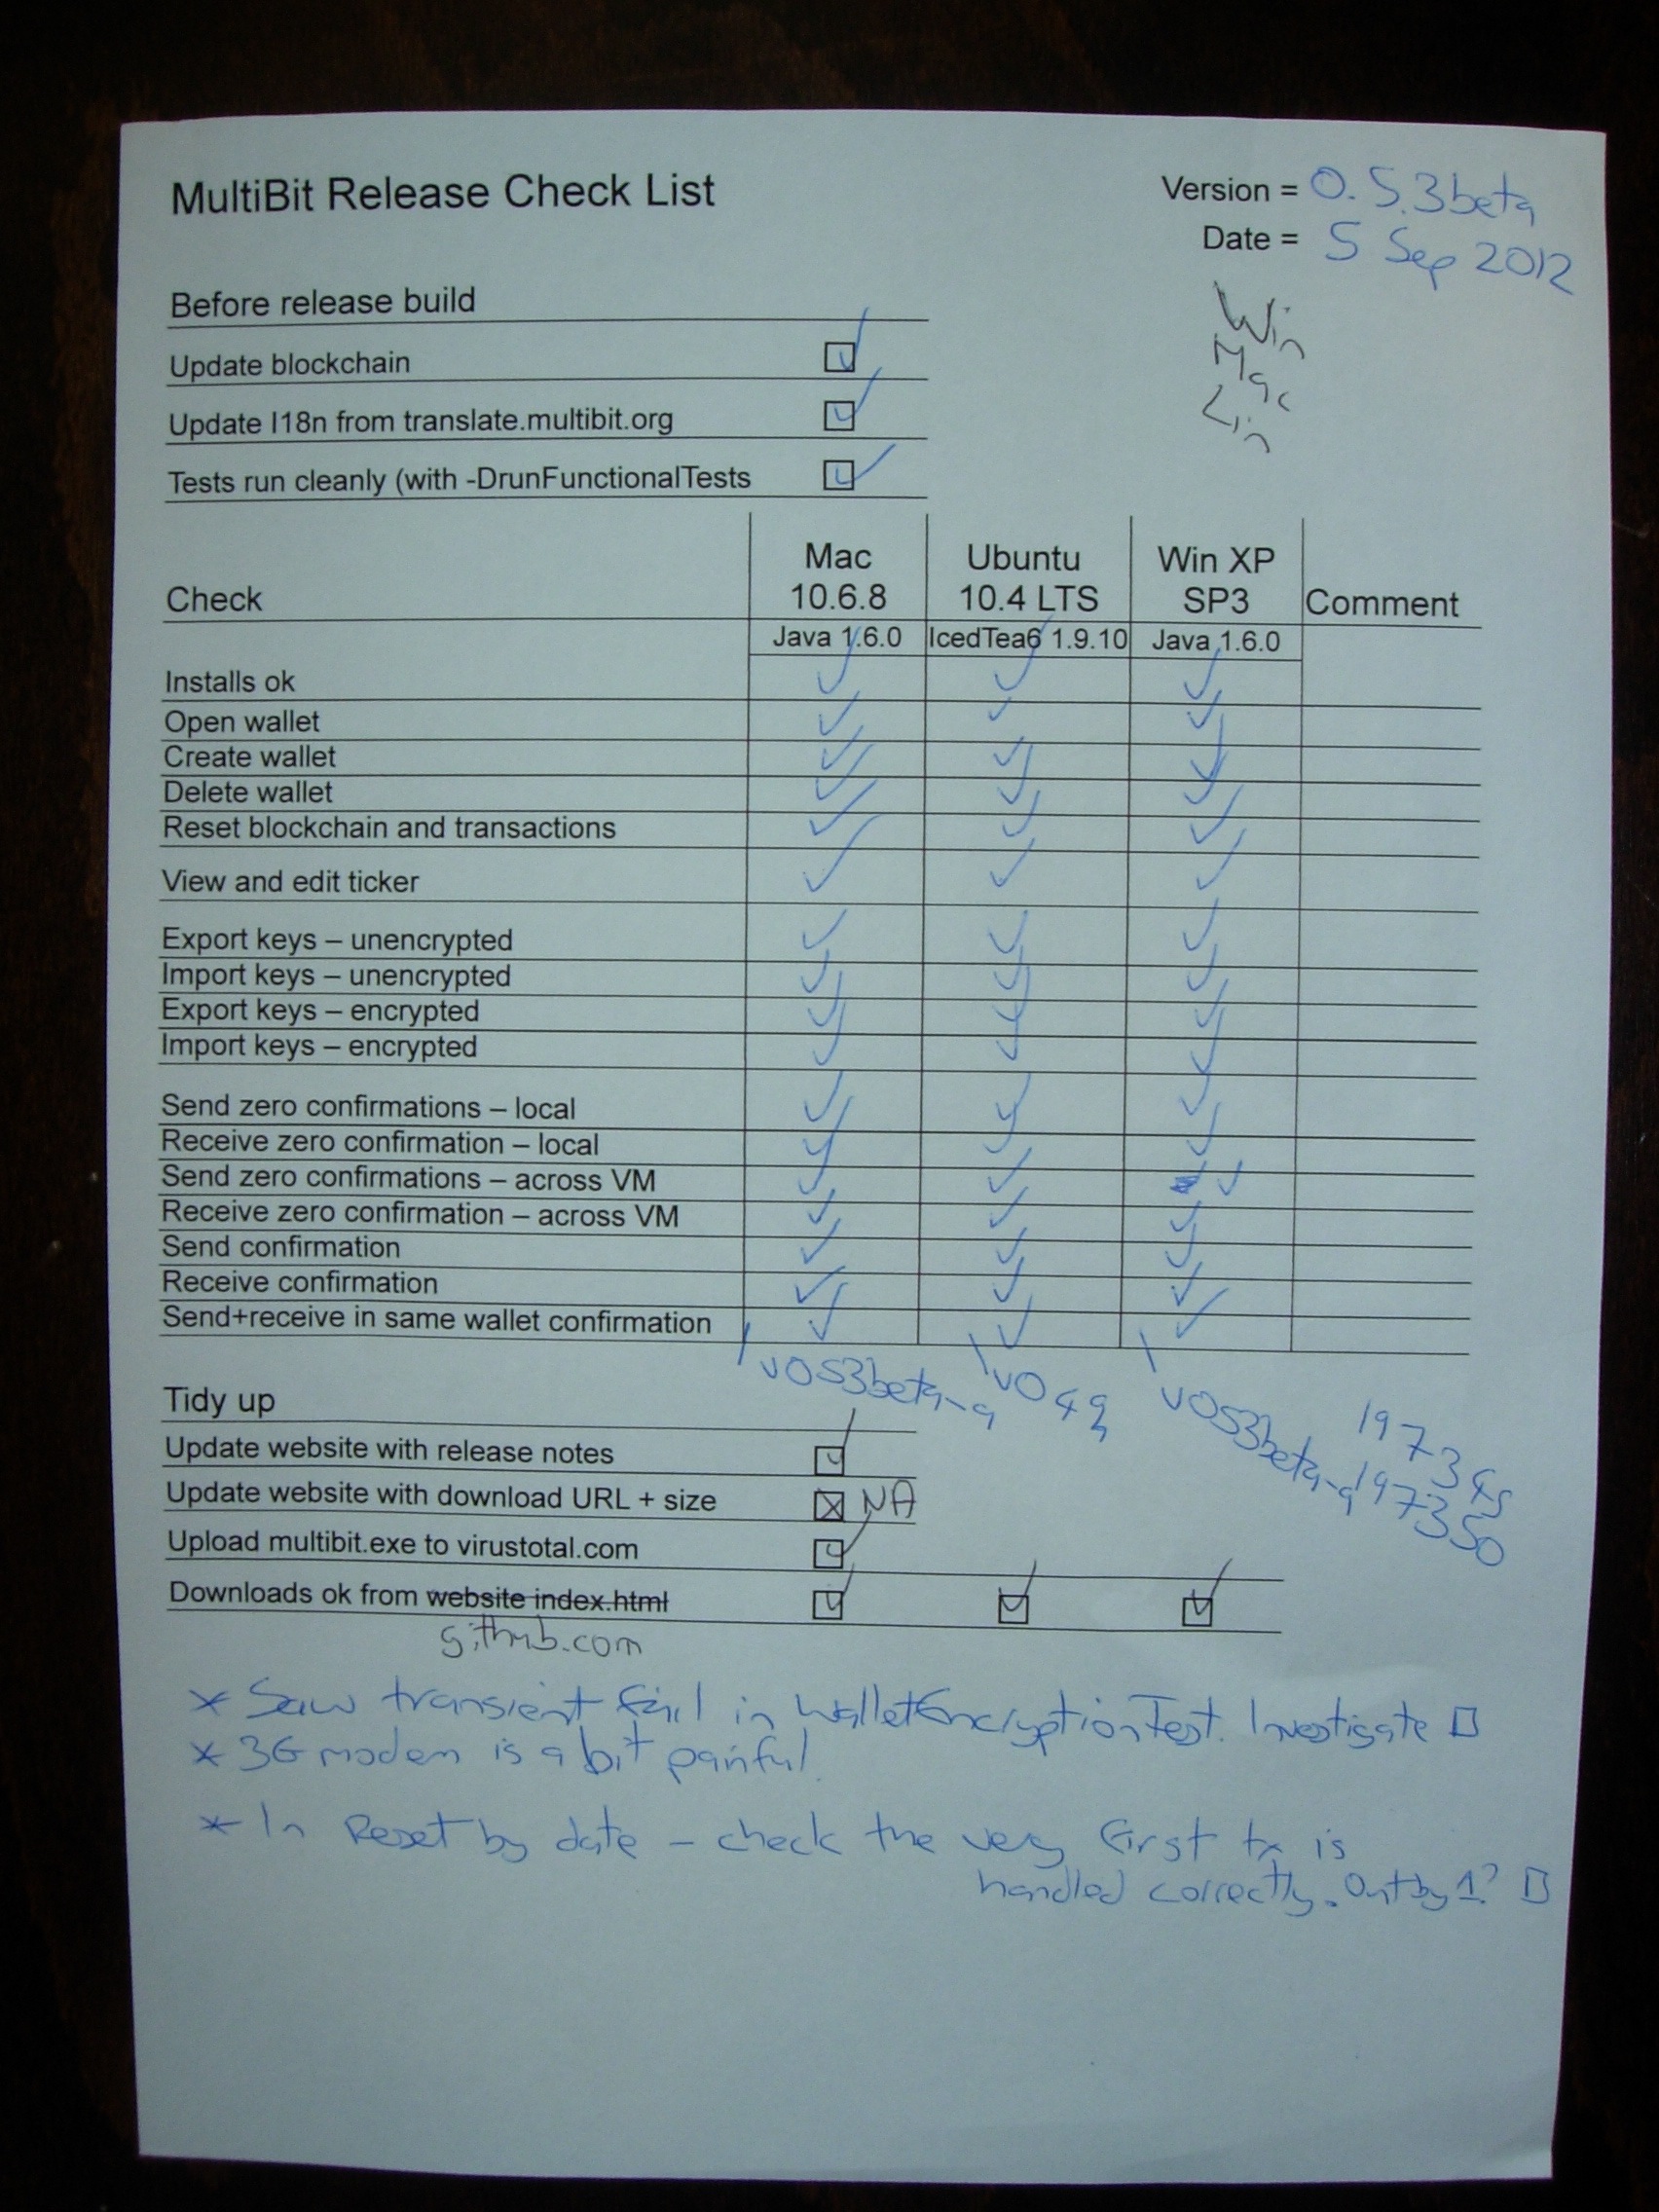 MultiBit Release Check List
Version = 0.5.3beta
Date = 5 Sep 2012
Win
Mac
Lin
Before release build
Update blockchain
Update I18n from translate.multibit.org
Tests run cleanly (with -DrunFunctionalTests
Check Mac 10.6.8 Ubuntu 10.4 LTS Win XP SP3 Comment
Java 1.6.0 IcedTea6 1.9.10 Java 1.6.0
Installs ok ✓ ✓ ✓
Open wallet ✓ ✓ ✓
Create wallet ✓ ✓ ✓
Delete wallet ✓ ✓ ✓
Reset blockchain and transactions ✓ ✓ ✓
View and edit ticker ✓ ✓ ✓
Export keys – unencrypted ✓ ✓ ✓
Import keys – unencrypted ✓ ✓ ✓
Export keys – encrypted ✓ ✓ ✓
Import keys – encrypted ✓ ✓ ✓
Send zero confirmations – local ✓ ✓ ✓
Receive zero confirmation – local ✓ ✓ ✓
Send zero confirmations – across VM ✓ ✓ ✓
Receive zero confirmation – across VM ✓ ✓ ✓
Send confirmation ✓ ✓ ✓
Receive confirmation ✓ ✓ ✓
Send+receive in same wallet confirmation ✓ ✓ ✓
v053beta-a
v053beta-a
197345
197350
Tidy up
Update website with release notes
Update website with download URL + size NA
Upload multibit.exe to virustotal.com
Downloads ok from website index.html
github.com
* Saw transient fail in WalletEncryptionTest. Investigate □
* 3G modem is a bit painful.
* In Reset by date – check the very first tx is
handled correctly. Out by 1? □